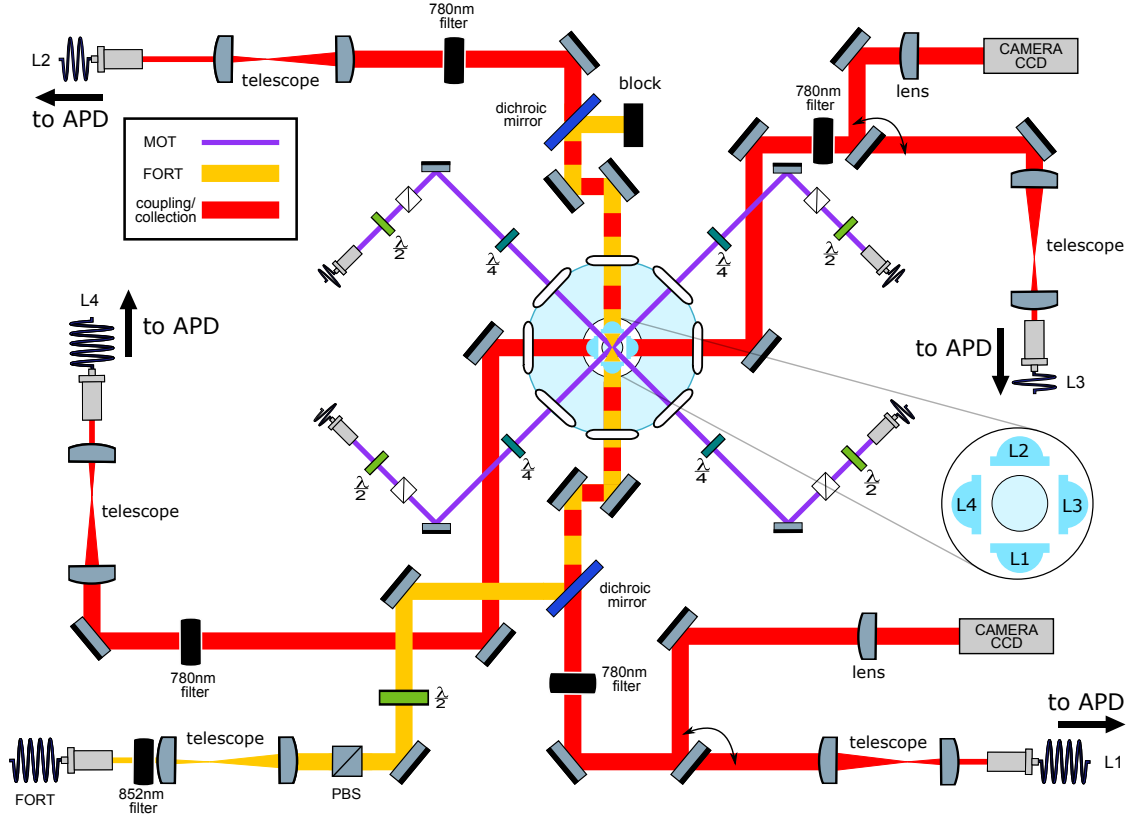 780nm
filter
CAMERA
CCD
L2
telescope
lens
to APD
dichroic
mirror
block
780nm
filter
MOT
FORT
coupling/
collection
λ
2
λ
4
λ
4
λ
2
telescope
L4
to APD
to APD
L3
λ
2
λ
4
λ
4
λ
2
L2
L4
L3
L1
telescope
dichroic
mirror
CAMERA
CCD
lens
780nm
filter
780nm
filter
λ
2
to APD
telescope
telescope
L1
FORT
852nm
filter
PBS